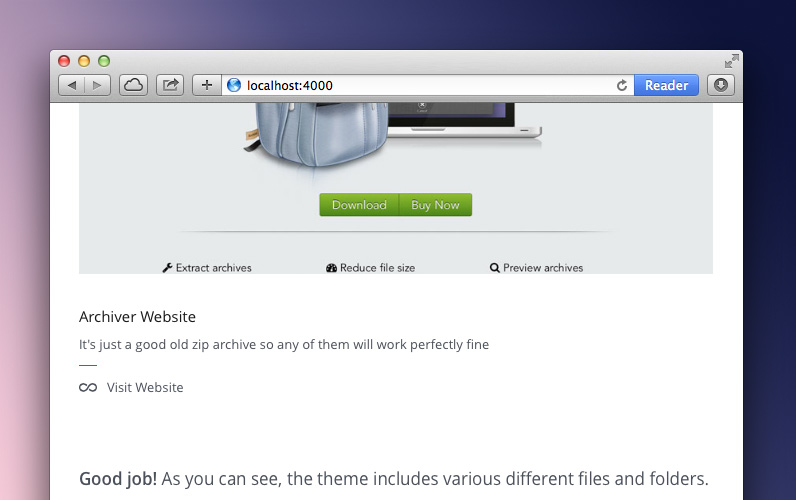 localhost:4000
Reader
Download Buy Now
Extract archives Reduce file size Preview archives
Archiver Website
It's just a good old zip archive so any of them will work perfectly fine
Visit Website
Good job! As you can see, the theme includes various different files and folders.